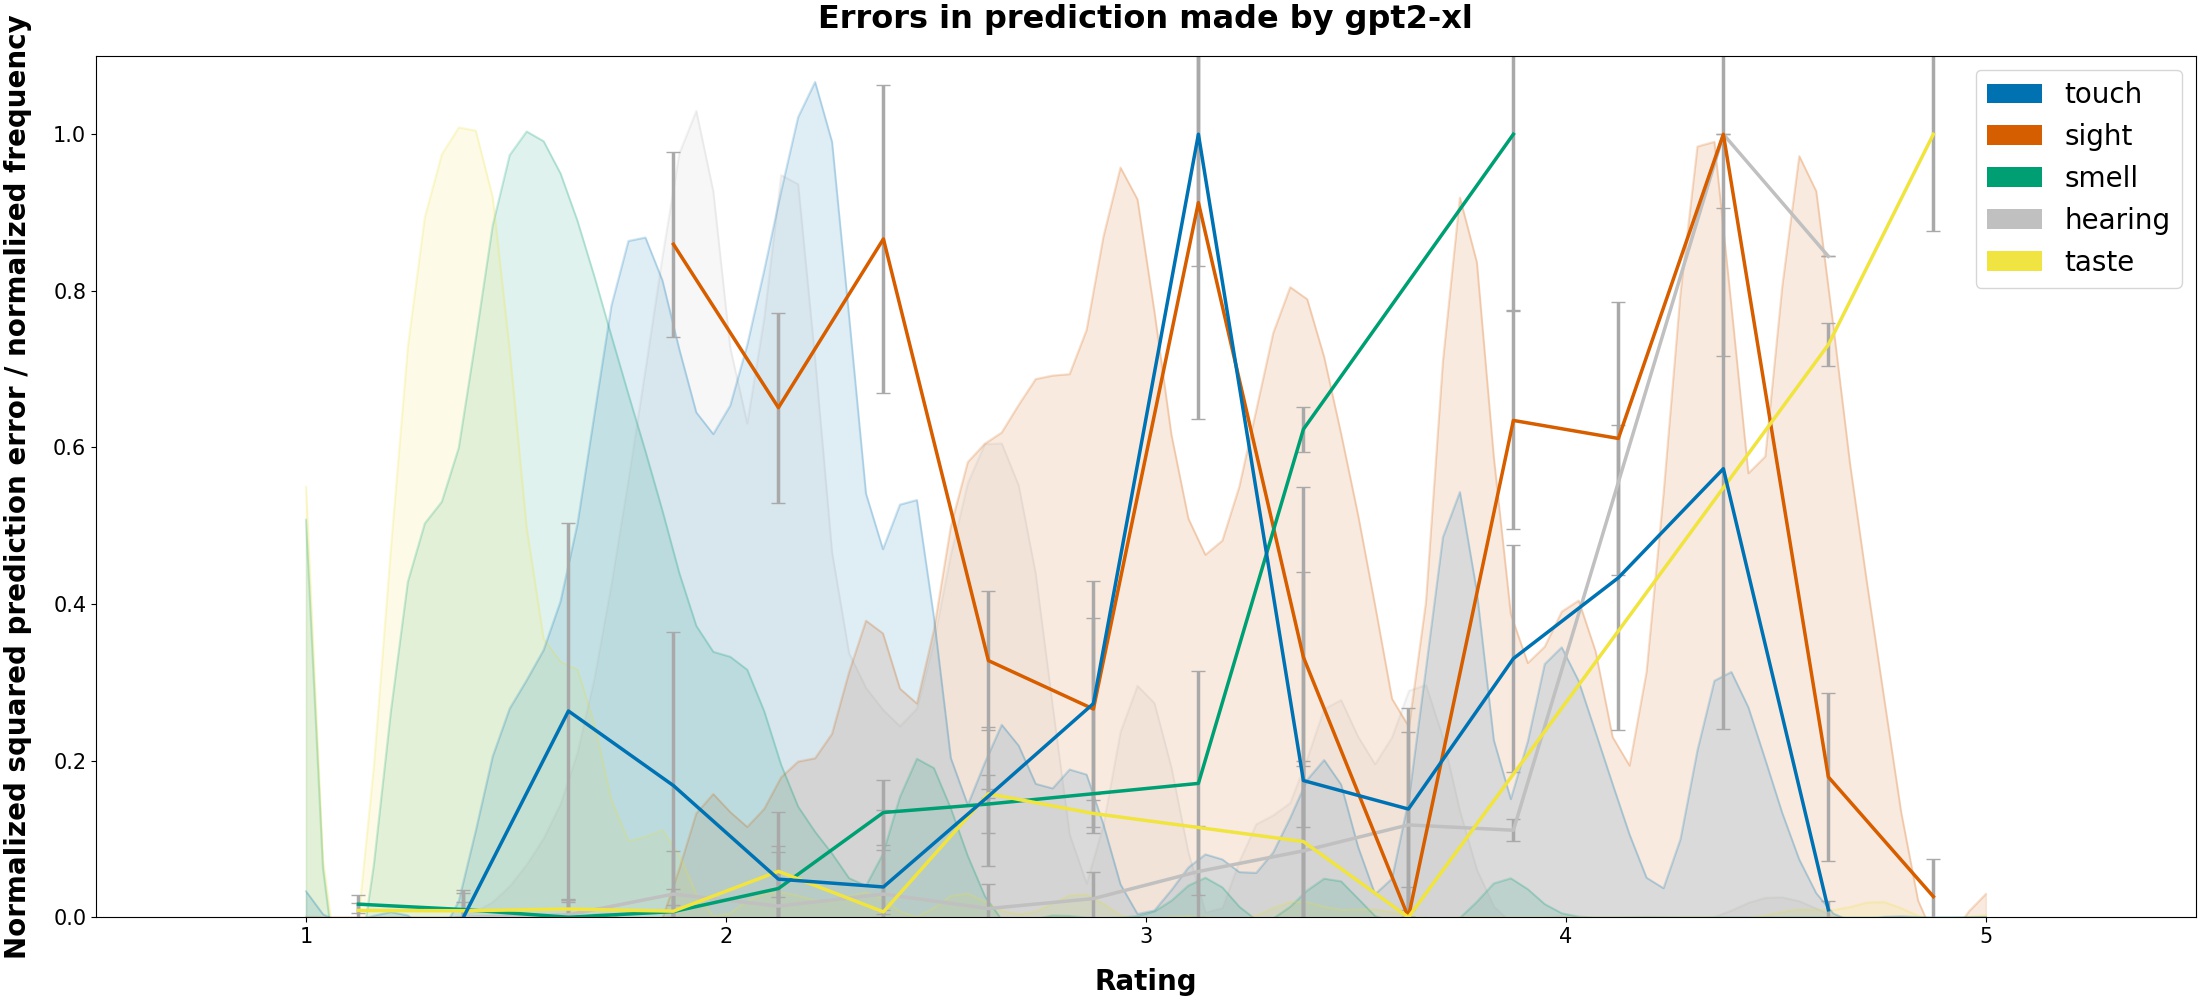 Errors in prediction made by gpt2-xl
Normalized squared prediction error / normalized frequency
1.0
0.8
0.6
0.4
0.2
0.0
touch
sight
smell
hearing
taste
1 2 3 4 5
Rating